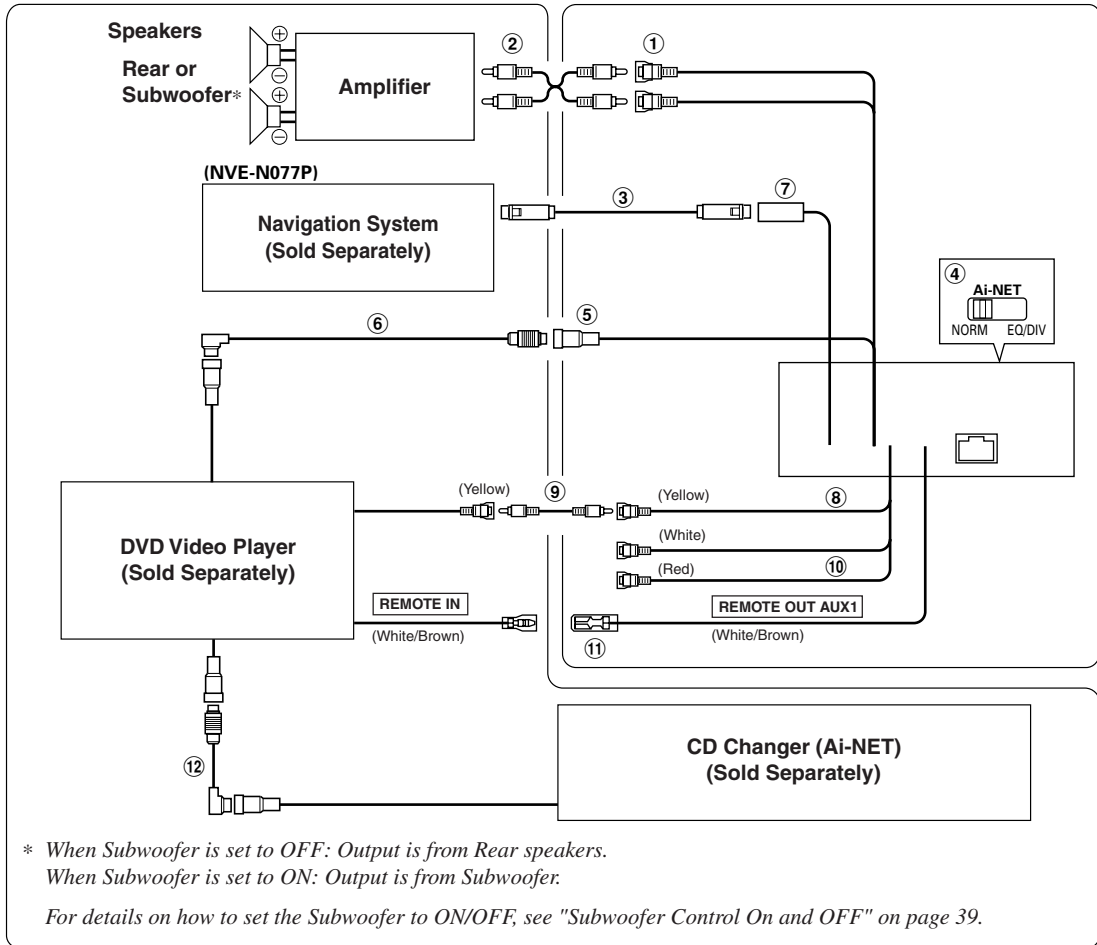 Speakers
Rear or
Subwoofer*
⊕
⊖
⊕
⊖
Amplifier
②
①
(NVE-N077P)
Navigation System
(Sold Separately)
③
⑦
④
Ai-NET
NORM EQ/DIV
⑥
⑤
DVD Video Player
(Sold Separately)
(Yellow)
⑨
(Yellow)
⑧
(White)
(Red)
⑩
REMOTE IN
(White/Brown)
REMOTE OUT AUX1
(White/Brown)
⑪
⑫
CD Changer (Ai-NET)
(Sold Separately)
* When Subwoofer is set to OFF: Output is from Rear speakers.
When Subwoofer is set to ON: Output is from Subwoofer.
For details on how to set the Subwoofer to ON/OFF, see "Subwoofer Control On and OFF" on page 39.